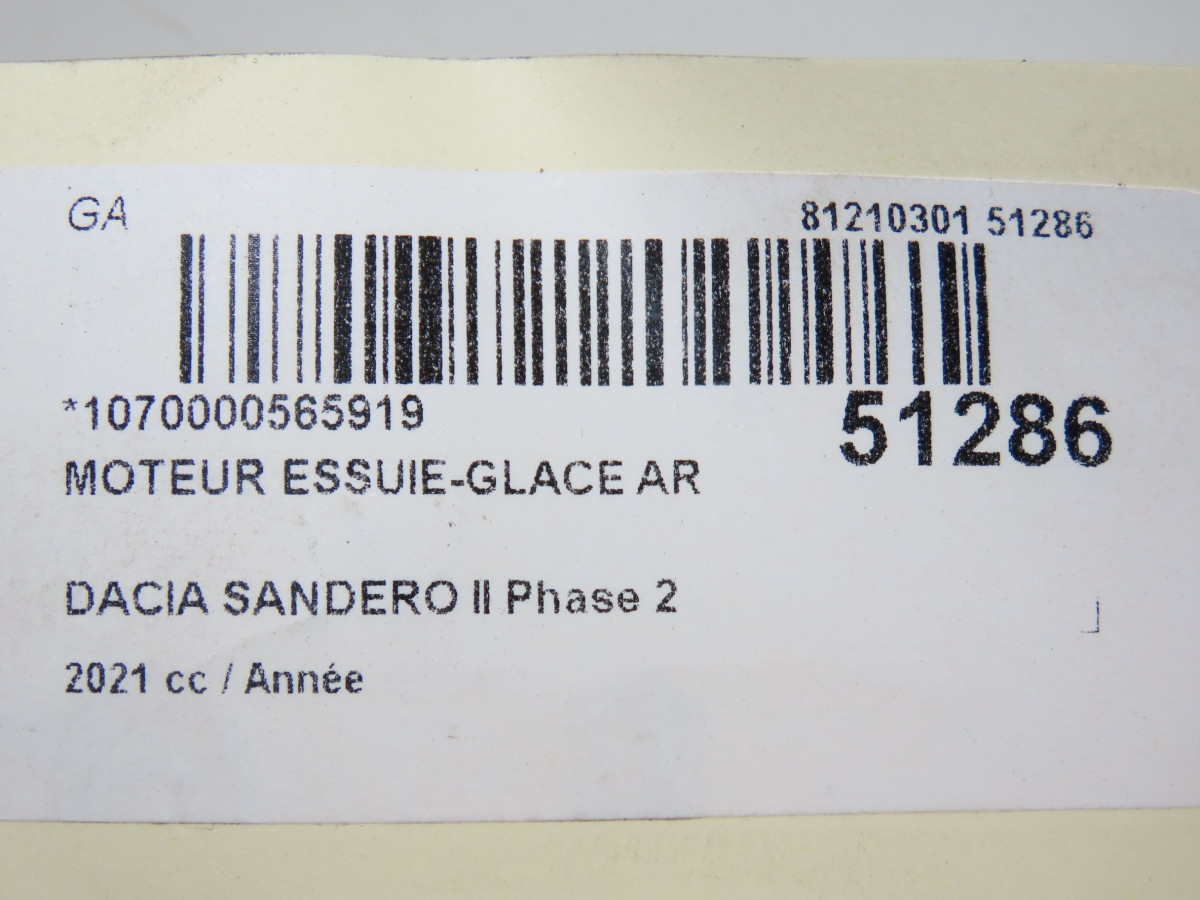 GA
81210301 51286
*1070000565919
51286
MOTEUR ESSUIE-GLACE AR
DACIA SANDERO II Phase 2
2021 cc / Année